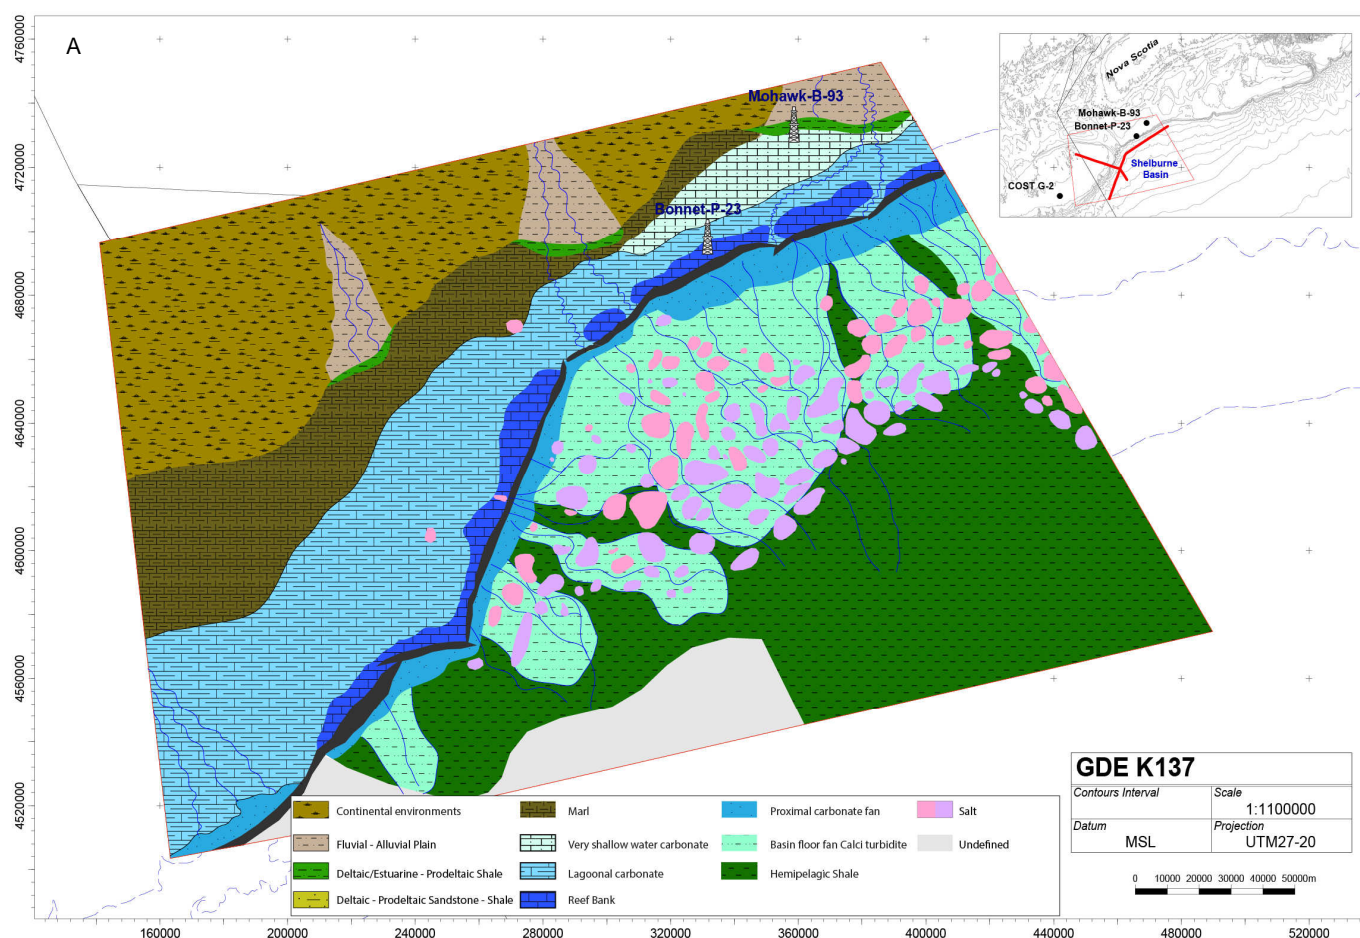 A
4760000
4720000
4680000
4640000
4600000
4560000
4520000
Mohawk-B-93
Bonnet-P-23
Nova Scotia
Mohawk-B-93
Bonnet-P-23
Shelburne
Basin
COST G-2
GDE K137
Contours Interval
Scale
1:1100000
Datum
MSL
Projection
UTM27-20
0 10000 20000 30000 40000 50000m
Continental environments
Fluvial - Alluvial Plain
Deltaic/Estuarine - Prodeltaic Shale
Deltaic - Prodeltaic Sandstone - Shale
Marl
Very shallow water carbonate
Lagoonal carbonate
Reef Bank
Proximal carbonate fan
Basin floor fan Calci turbidite
Hemipelagic Shale
Salt
Undefined
160000 200000 240000 280000 320000 360000 400000 440000 480000 520000